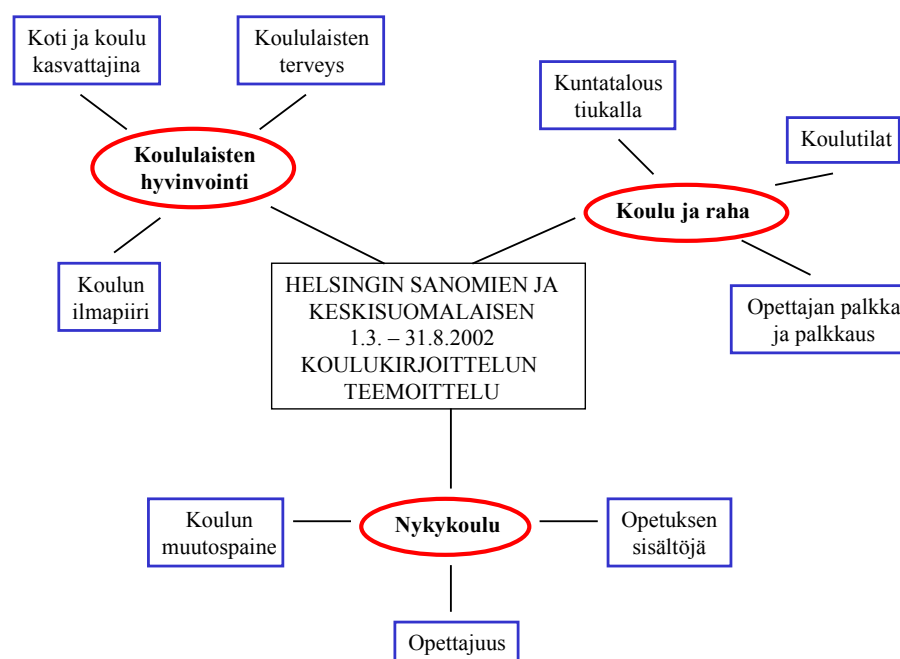 Koti ja koulu
kasvattajina
Koululaisten
terveys
Kuntatalous
tiukalla
Koulutilat
Koululaisten
hyvinvointi
Koulu ja raha
Koulun
ilmapiiri
HELSINGIN SANOMIEN JA
KESKISUOMALAISEN
1.3. – 31.8.2002
KOULUKIRJOITTELUN
TEEMOITTELU
Opettajan palkka
ja palkkaus
Koulun
muutospaine
Nykykoulu
Opetuksen
sisältöjä
Opettajuus